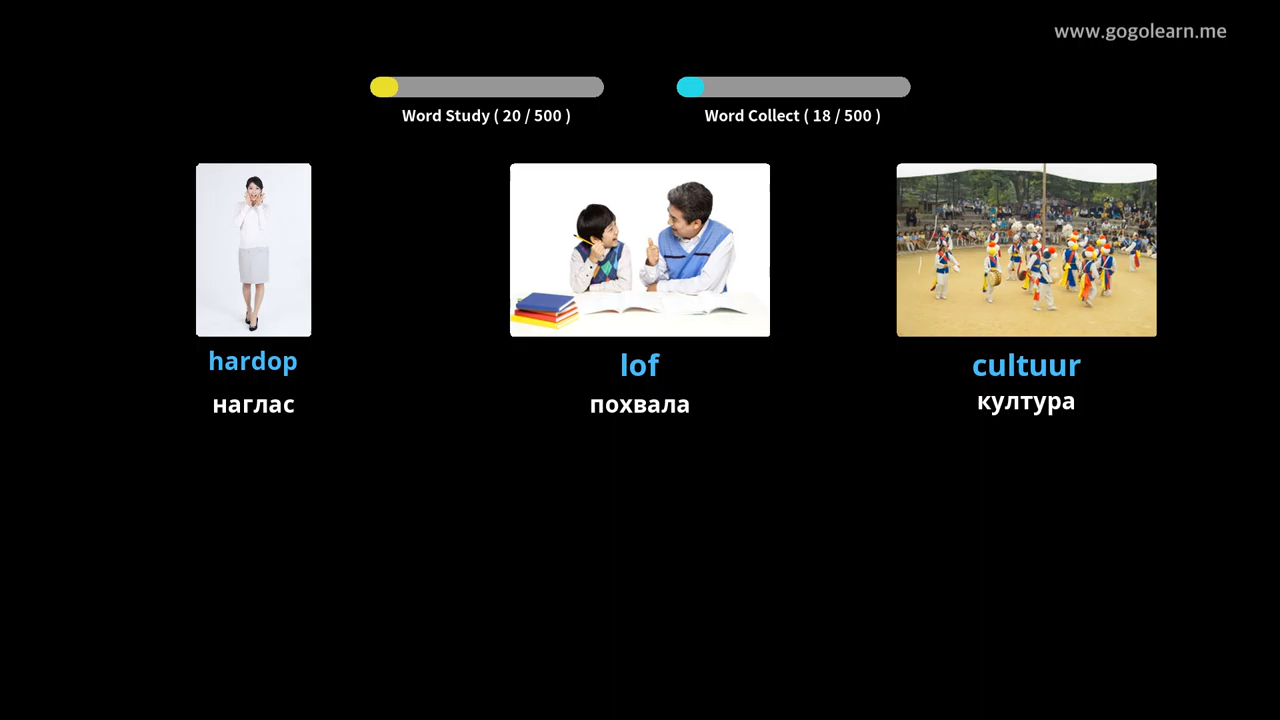 www.gogolearn.me
Word Study ( 20 / 500 )
Word Collect ( 18 / 500 )
hardop
lof
cultuur
наглас
похвала
култура